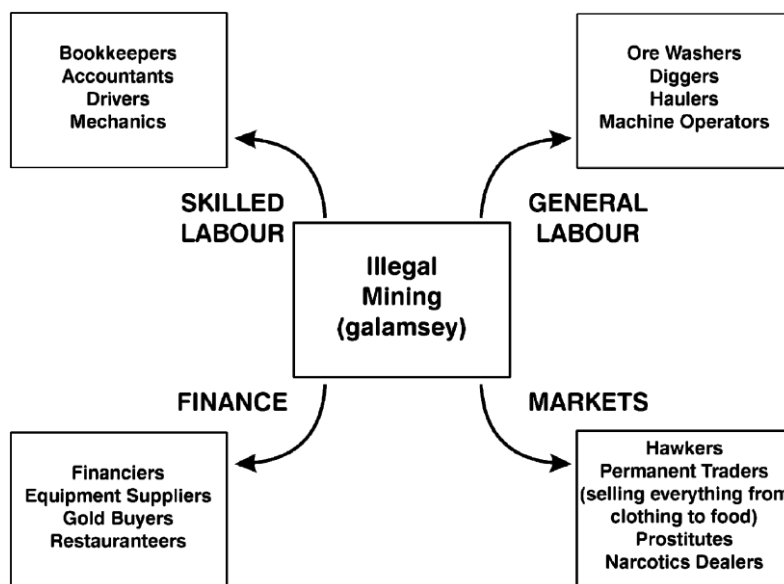 Bookkeepers
Accountants
Drivers
Mechanics
Ore Washers
Diggers
Haulers
Machine Operators
SKILLED
LABOUR
GENERAL
LABOUR
Illegal
Mining
(galamsey)
FINANCE
MARKETS
Financiers
Equipment Suppliers
Gold Buyers
Restauranteers
Hawkers
Permanent Traders
(selling everything from
clothing to food)
Prostitutes
Narcotics Dealers